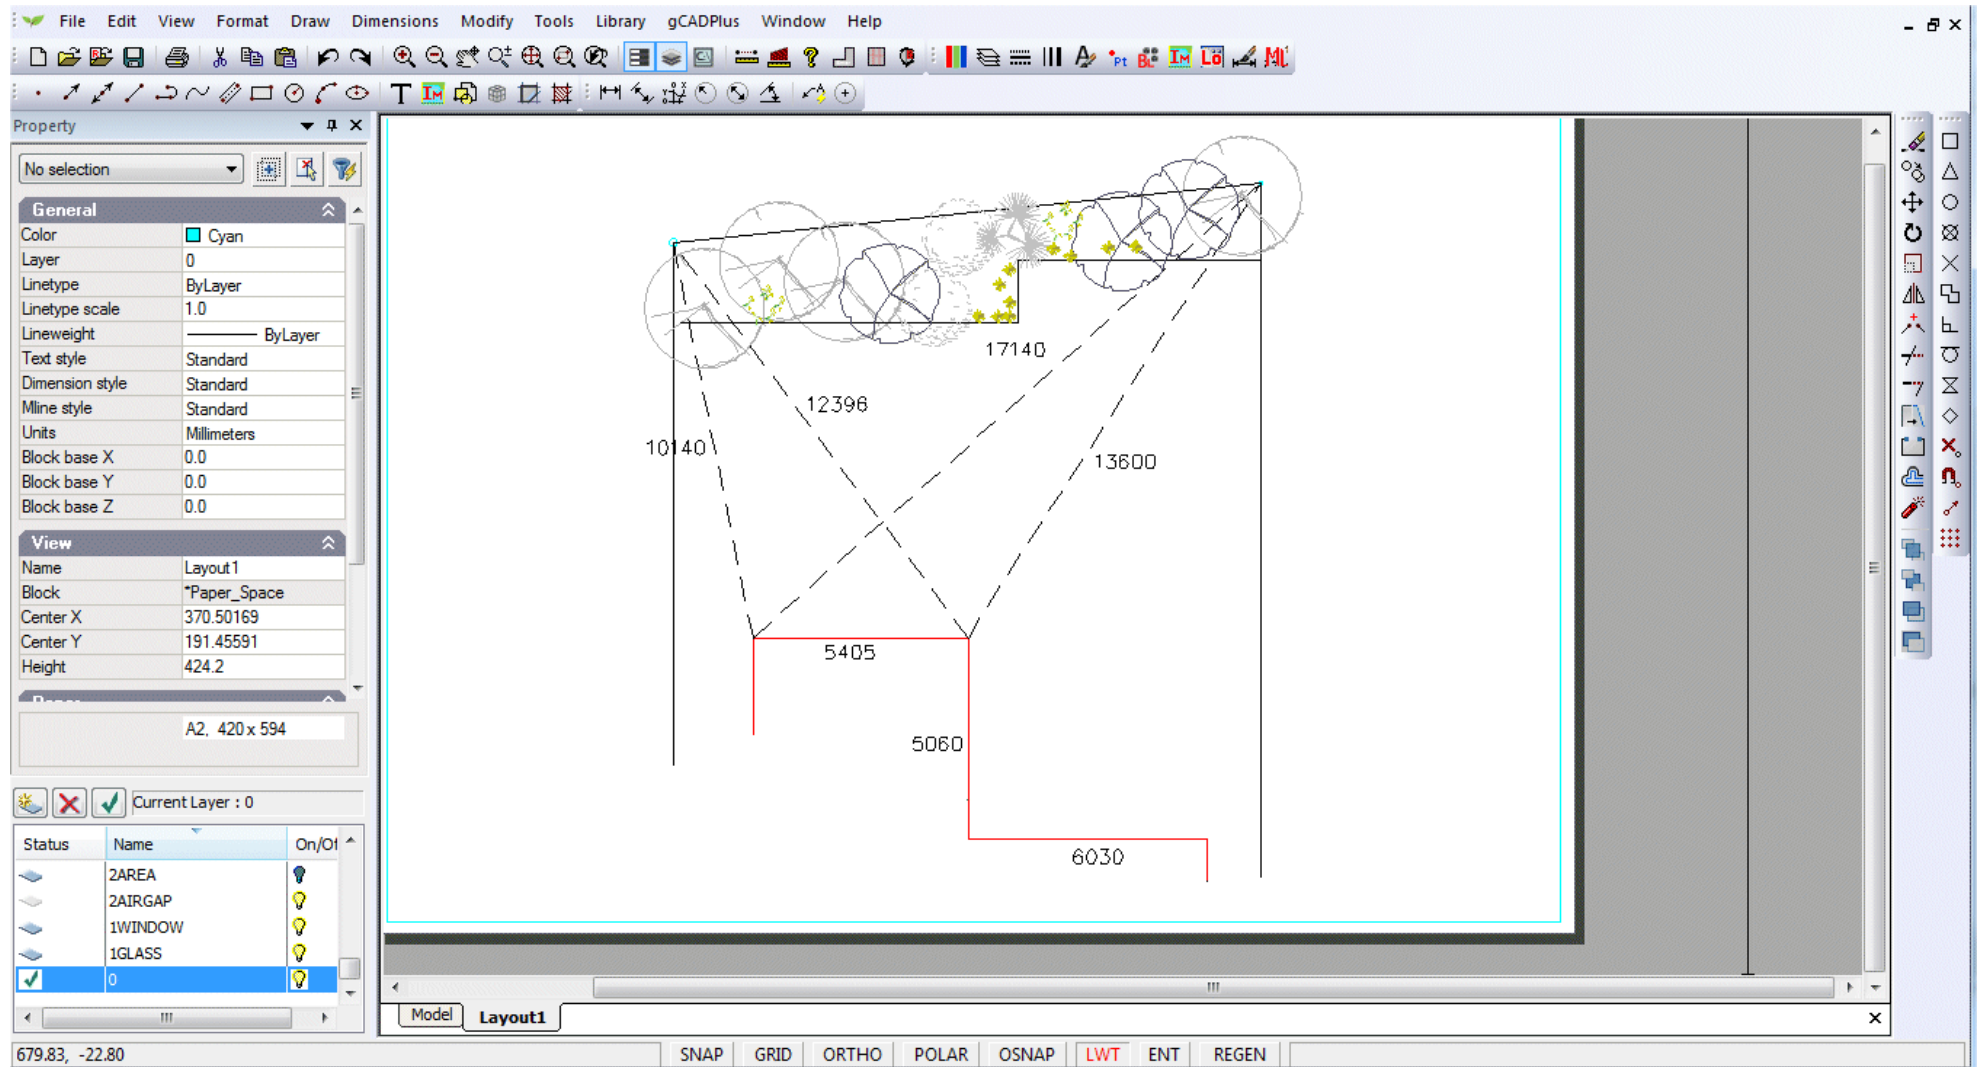 File Edit View Format Draw Dimensions Modify Tools Library gCADPlus Window Help
Property
No selection
General
Color Cyan
Layer 0
Linetype ByLayer
Linetype scale 1.0
Lineweight ByLayer
Text style Standard
Dimension style Standard
Mline style Standard
Units Millimeters
Block base X 0.0
Block base Y 0.0
Block base Z 0.0
View
Name Layout1
Block *Paper_Space
Center X 370.50169
Center Y 191.45591
Height 424.2
A2, 420 x 594
Current Layer : 0
Status Name On/Of
2AREA
2AIRGAP
1WINDOW
1GLASS
0
17140
12396
10140
13600
5405
5060
6030
Model Layout1
679.83, -22.80 SNAP GRID ORTHO POLAR OSNAP LWT ENT REGEN